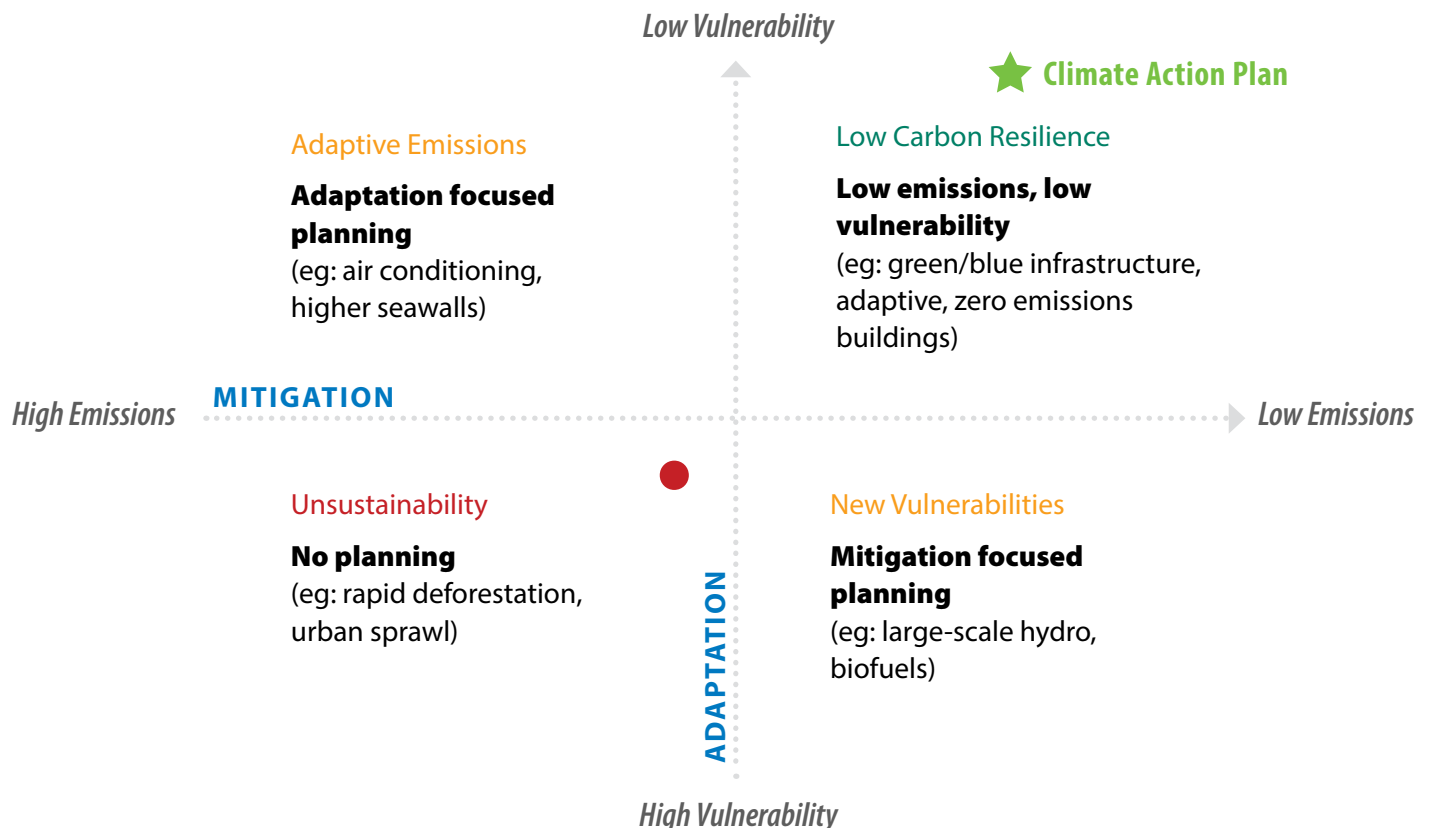 Low Vulnerability
Climate Action Plan
Adaptive Emissions
Adaptation focused
planning
(eg: air conditioning,
higher seawalls)
Low Carbon Resilience
Low emissions, low
vulnerability
(eg: green/blue infrastructure,
adaptive, zero emissions
buildings)
MITIGATION
High Emissions
Low Emissions
Unsustainability
No planning
(eg: rapid deforestation,
urban sprawl)
ADAPTATION
New Vulnerabilities
Mitigation focused
planning
(eg: large-scale hydro,
biofuels)
High Vulnerability